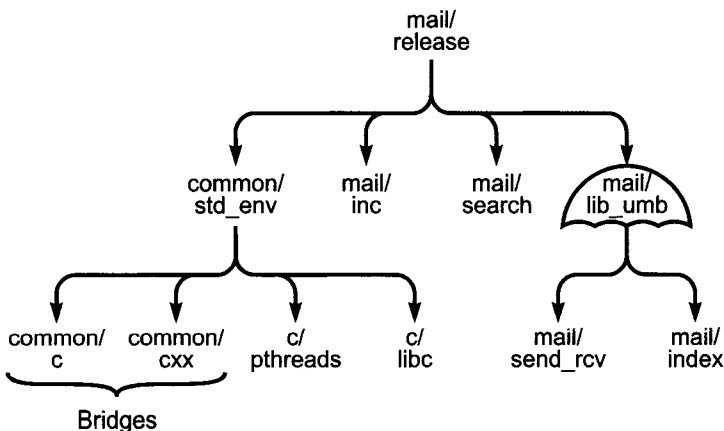 mail/
release
common/
std_env
mail/
inc
mail/
search
mail/
lib_umb
common/
c
common/
cxx
c/
pthreads
c/
libc
mail/
send_rcv
mail/
index
Bridges